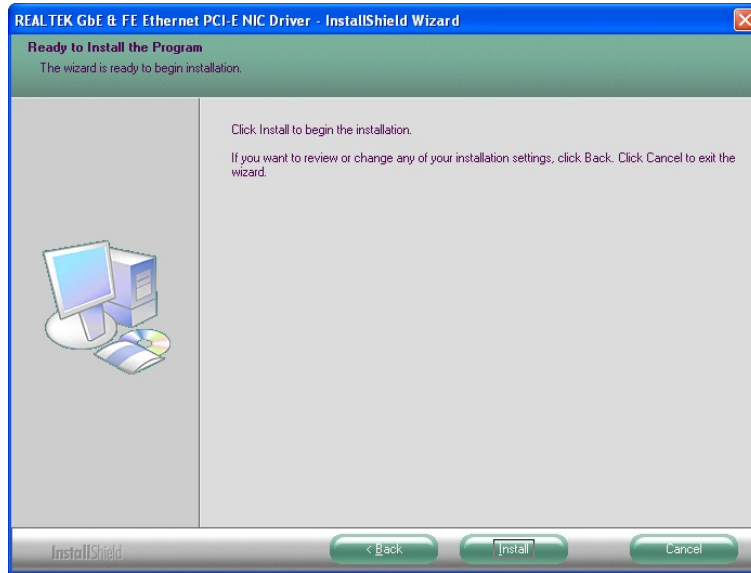 REALTEK GbE & FE Ethernet PCI-E NIC Driver - InstallShield Wizard
Ready to Install the Program
The wizard is ready to begin installation.
Click Install to begin the installation.
If you want to review or change any of your installation settings, click Back. Click Cancel to exit the
wizard.
InstallShield
< Back
Install
Cancel